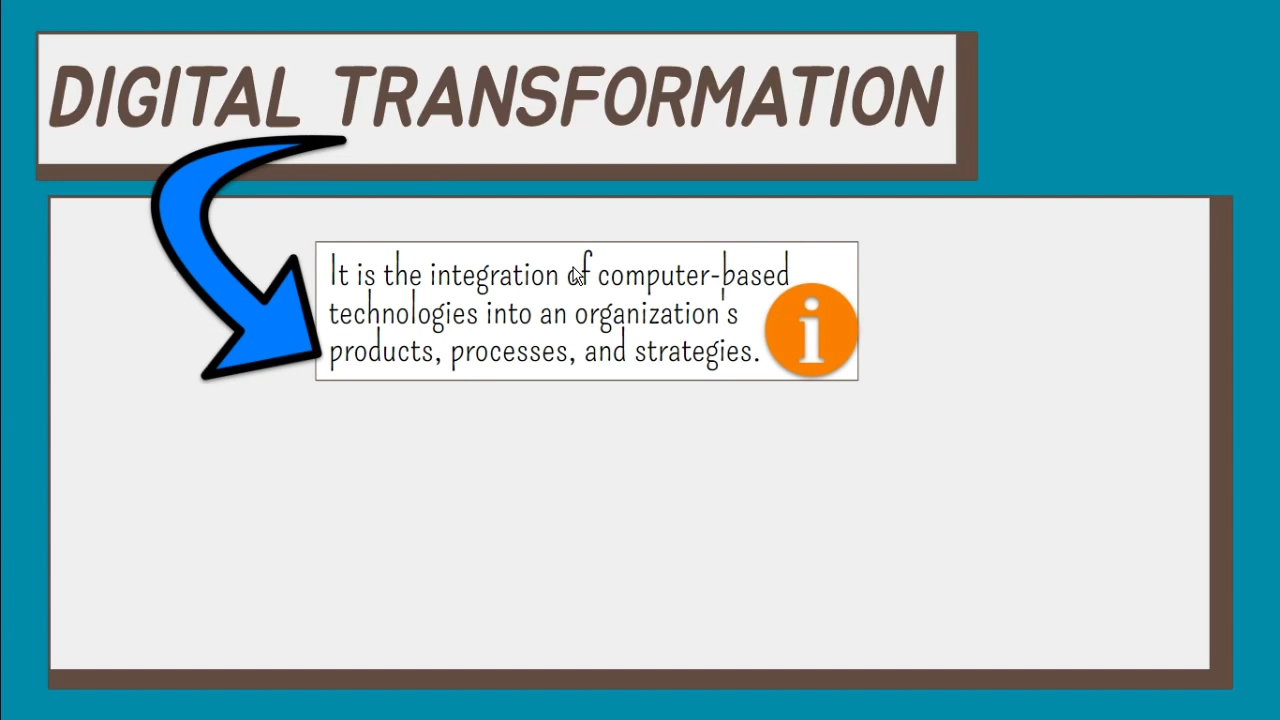 DIGITAL TRANSFORMATION
It is the integration of computer-based
technologies into an organization's
products, processes, and strategies.
i